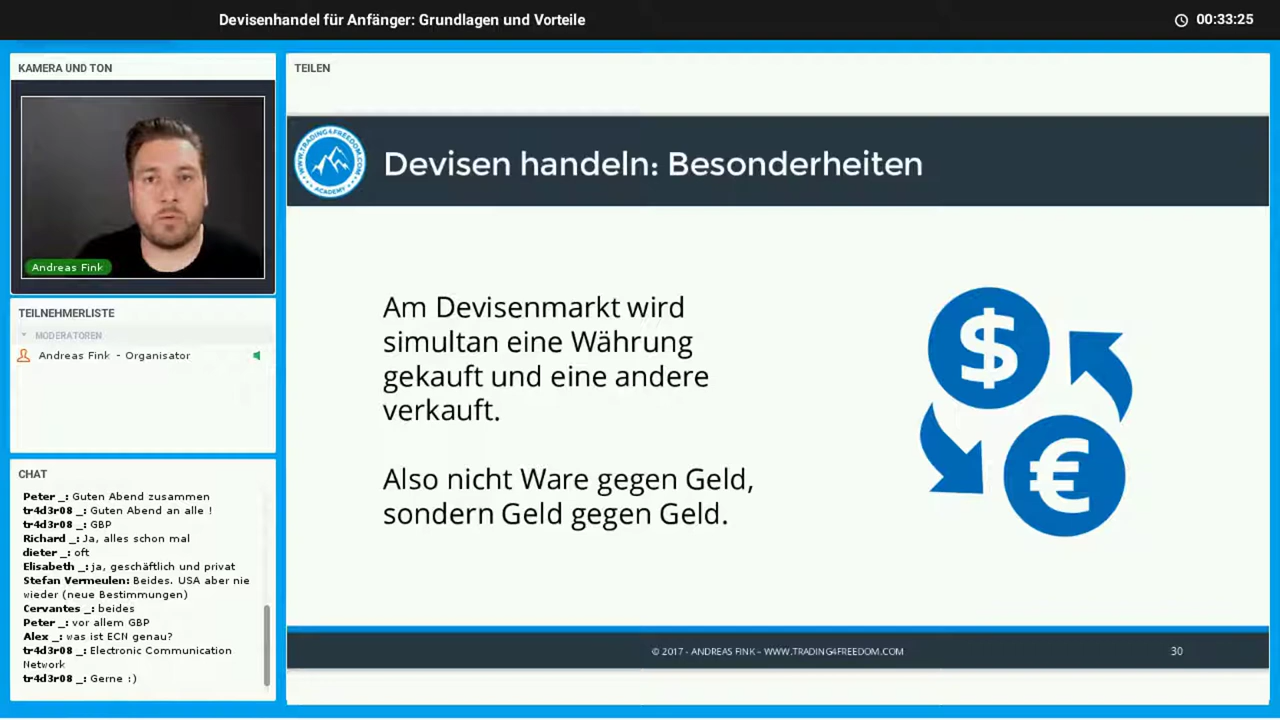 Devisenhandel für Anfänger: Grundlagen und Vorteile
00:33:25
KAMERA UND TON
Andreas Fink
TEILNEHMERLISTE
MODERATOREN
Andreas Fink - Organisator
CHAT
Peter _: Guten Abend zusammen
tr4d3r08 _: Guten Abend an alle !
tr4d3r08 _: GBP
Richard _: Ja, alles schon mal
dieter _: oft
Elisabeth _: ja, geschäftlich und privat
Stefan Vermeulen: Beides. USA aber nie
wieder (neue Bestimmungen)
Cervantes _: beides
Peter _: vor allem GBP
Alex _: was ist ECN genau?
tr4d3r08 _: Electronic Communication
Network
tr4d3r08 _: Gerne :)
TEILEN
WWW.TRADING4FREEDOM.COM
ACADEMY
Devisen handeln: Besonderheiten
Am Devisenmarkt wird
simultan eine Währung
gekauft und eine andere
verkauft.
Also nicht Ware gegen Geld,
sondern Geld gegen Geld.
$
€
© 2017 - ANDREAS FINK – WWW.TRADING4FREEDOM.COM
30